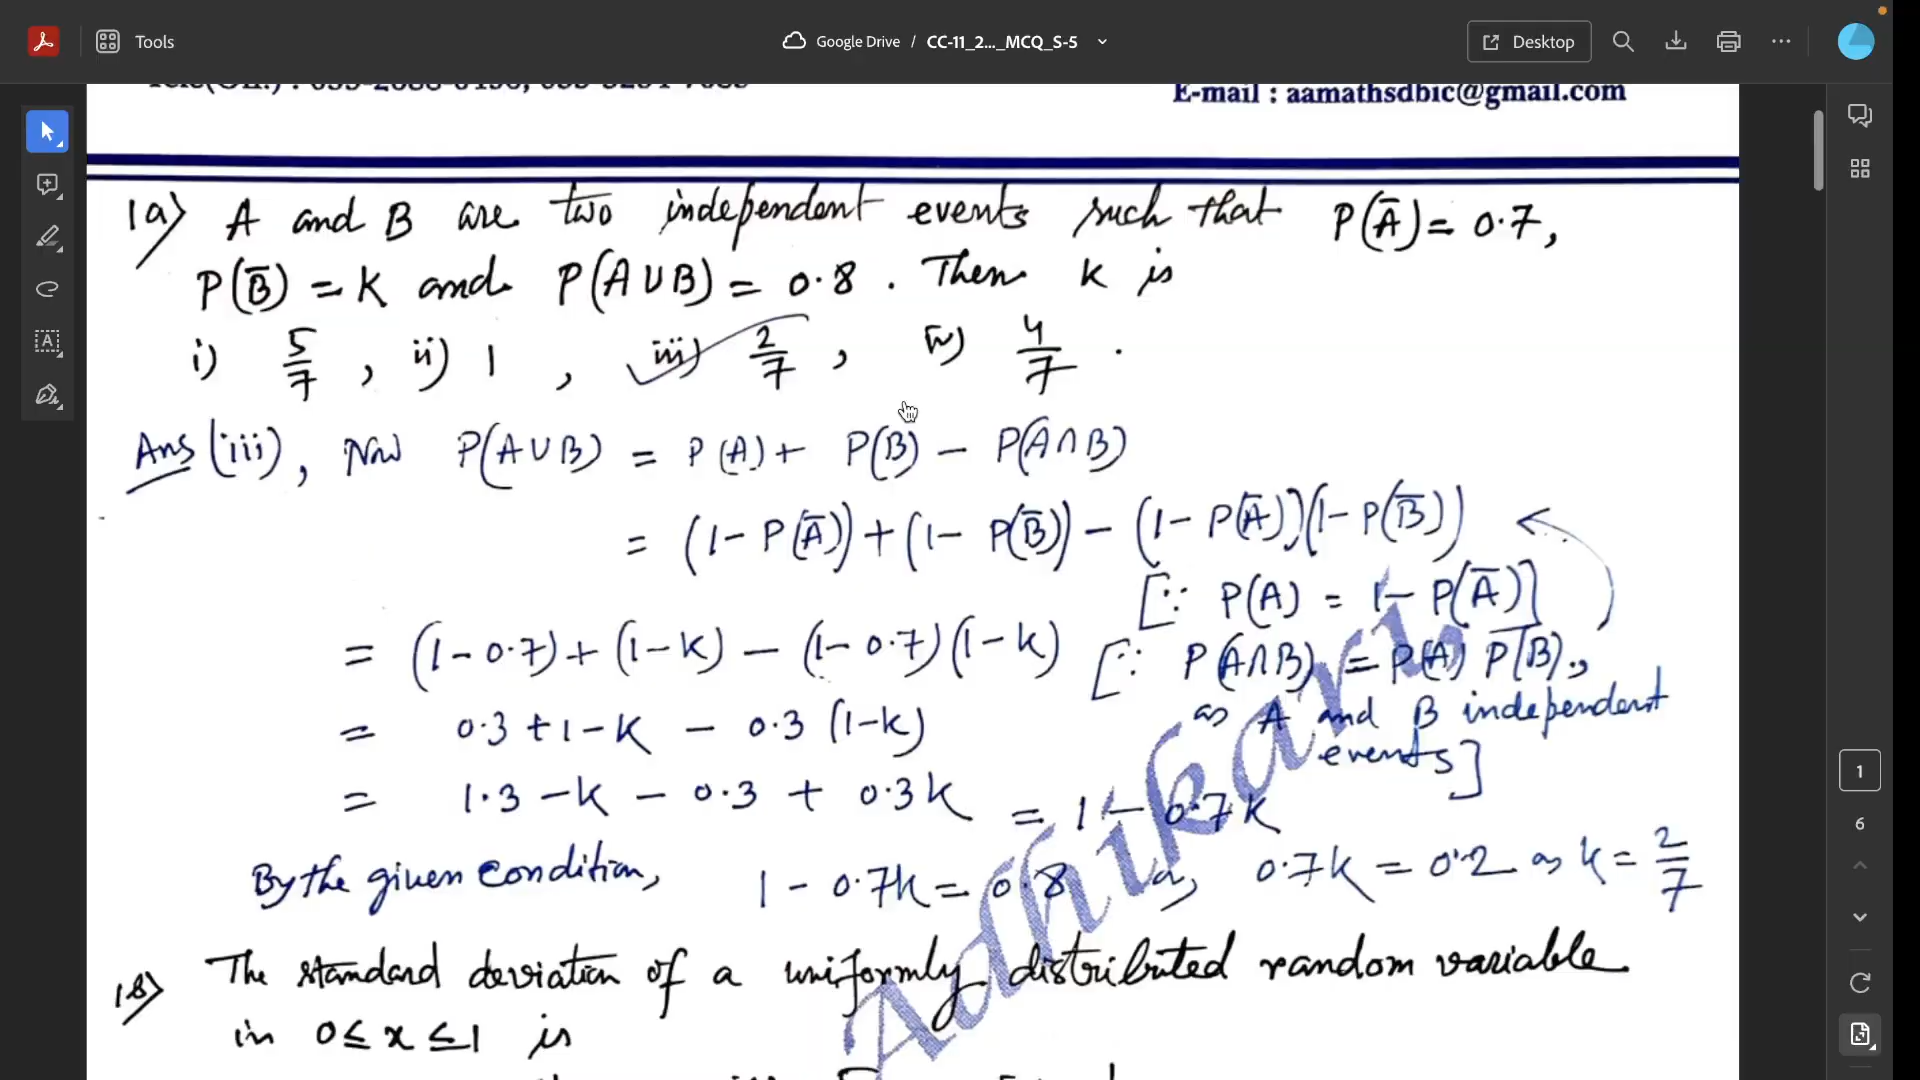 Tools
Google Drive / CC-11_2..._MCQ_S-5
Desktop
E-mail : aamathsdbic@gmail.com
1a) A and B are two independent events such that P(A̅) = 0.7,
P(B̅) = K and P(A∪B) = 0.8 . Then K is
i) 5/7 , ii) 1 , iii) 2/7 , iv) 4/7 .
Ans (iii), Now P(A∪B) = P(A) + P(B) - P(A∩B)
= (1 - P(A̅)) + (1 - P(B̅)) - (1 - P(A̅))(1 - P(B̅))
[∵ P(A) = 1 - P(A̅)]
= (1 - 0.7) + (1 - k) - (1 - 0.7)(1 - k) [∵ P(A∩B) = P(A) P(B),
as A and B independent
events]
= 0.3 + 1 - k - 0.3 (1-k)
= 1.3 - k - 0.3 + 0.3k = 1 - 0.7k
By the given condition, 1 - 0.7k = 0.8 or, 0.7k = 0.2 or k = 2/7
1b) The standard deviation of a uniformly distributed random variable
in 0 ≤ x ≤ 1 is
Adhikari
1
6